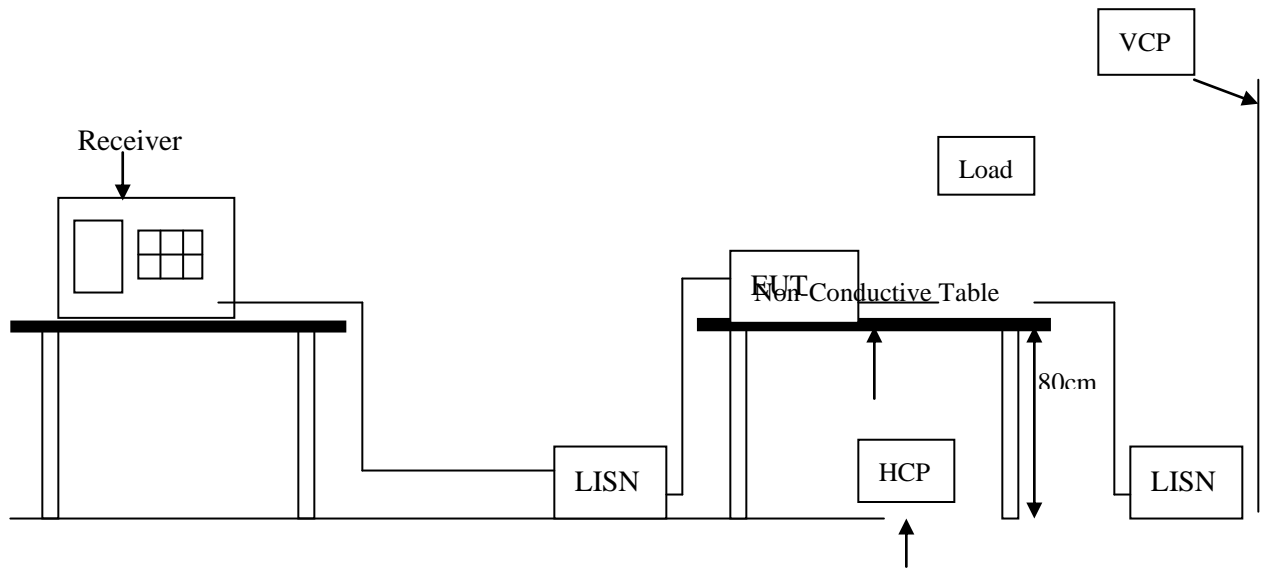 VCP
Receiver
Load
EUT
Non-Conductive Table
80cm
HCP
LISN
LISN